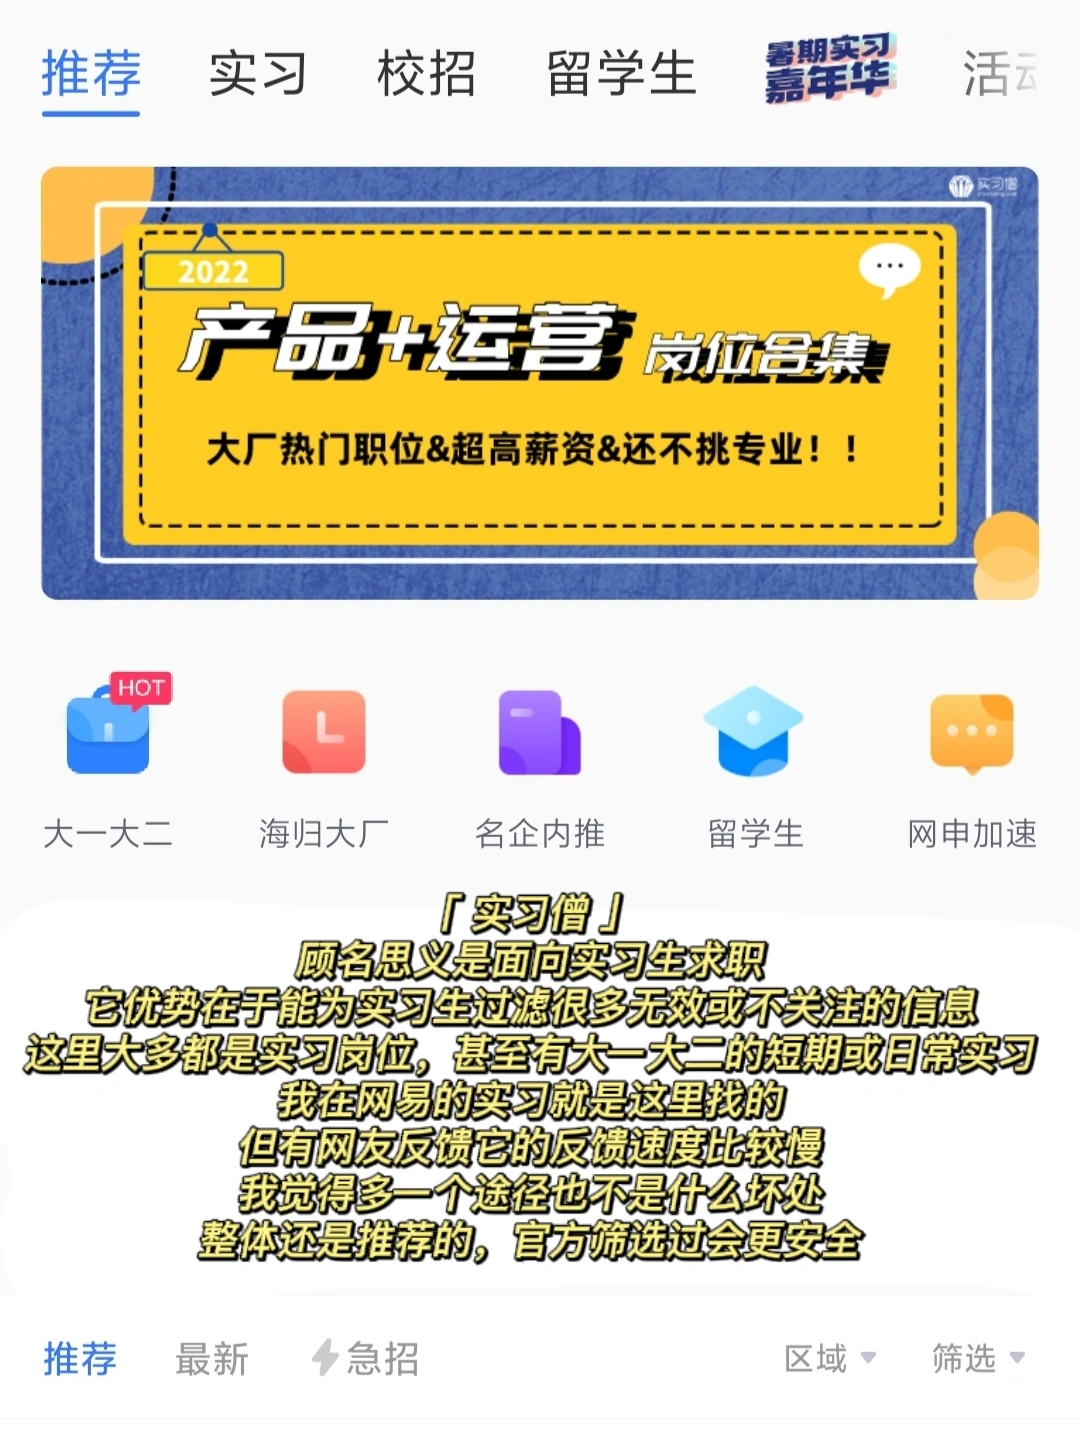 推荐
实习
校招
留学生
暑期实习
嘉年华
活动
实习僧
2022
产品+运营 岗位合集
大厂热门职位&超高薪资&还不挑专业！！
HOT
大一大二
海归大厂
名企内推
留学生
网申加速
「 实习僧 」
顾名思义是面向实习生求职
它优势在于能为实习生过滤很多无效或不关注的信息
这里大多都是实习岗位，甚至有大一大二的短期或日常实习
我在网易的实习就是这里找的
但有网友反馈它的反馈速度比较慢
我觉得多一个途径也不是什么坏处
整体还是推荐的，官方筛选过会更安全
推荐
最新
急招
区域
筛选